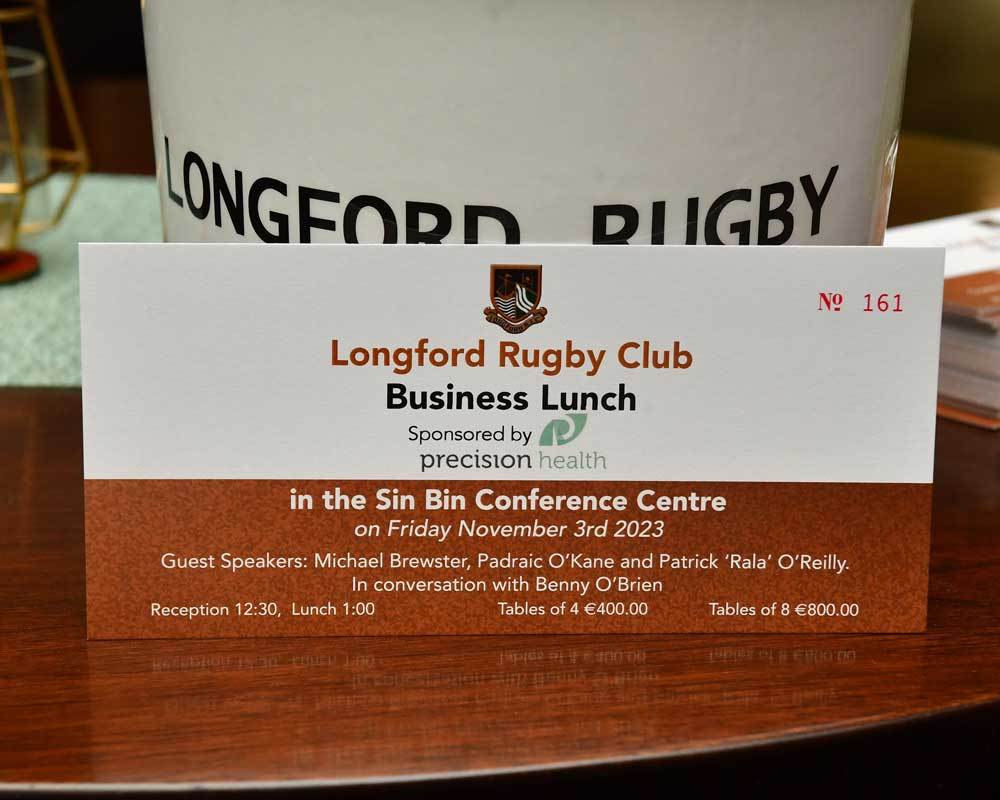 LONGFORD RUGBY
Nº 161
Longford Rugby Club
Business Lunch
Sponsored by
precision health
in the Sin Bin Conference Centre
on Friday November 3rd 2023
Guest Speakers: Michael Brewster, Padraic O'Kane and Patrick ‘Rala’ O'Reilly.
In conversation with Benny O'Brien
Reception 12:30, Lunch 1:00 Tables of 4 €400.00 Tables of 8 €800.00